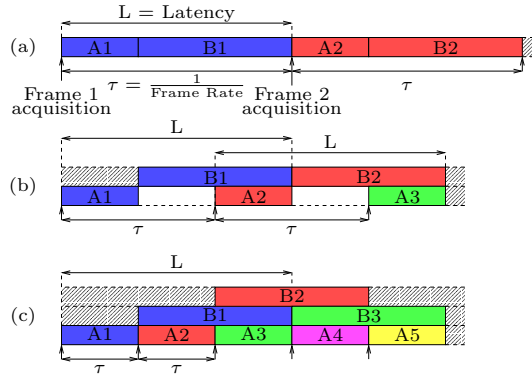 L = Latency
(a) A1 B1 A2 B2
τ = 1/Frame Rate τ
Frame 1 acquisition
Frame 2 acquisition
L
L
(b) B1 B2
A1 A2 A3
τ τ
L
B2
(c) B1 B3
A1 A2 A3 A4 A5
τ τ